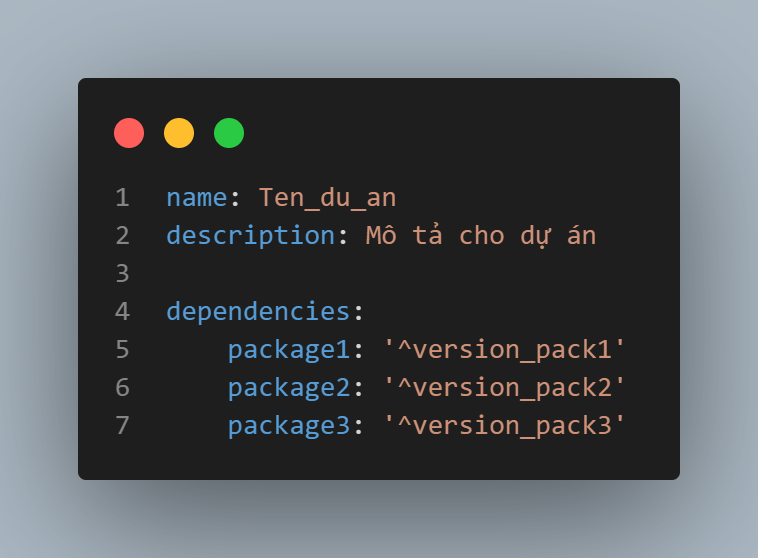 1 name: Ten_du_an
2 description: Mô tả cho dự án
3
4 dependencies:
5     package1: '^version_pack1'
6     package2: '^version_pack2'
7     package3: '^version_pack3'